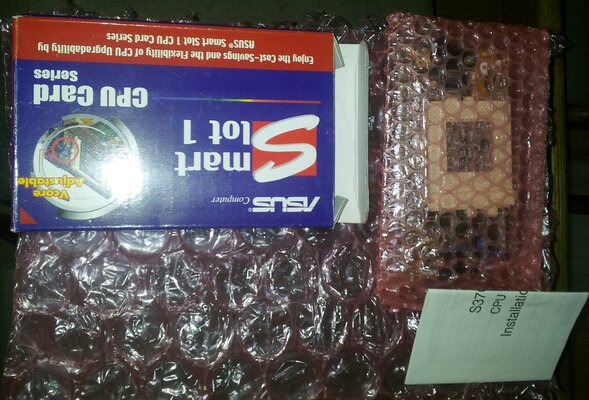 ASUS® Computer
Smart
Slot 1
CPU Card
Series
Vcore
Adjustable
Enjoy the Cost-Savings and the Flexibility of CPU Upgradability by
ASUS® Smart Slot 1 CPU Card Series
S37
CPU
Installatio